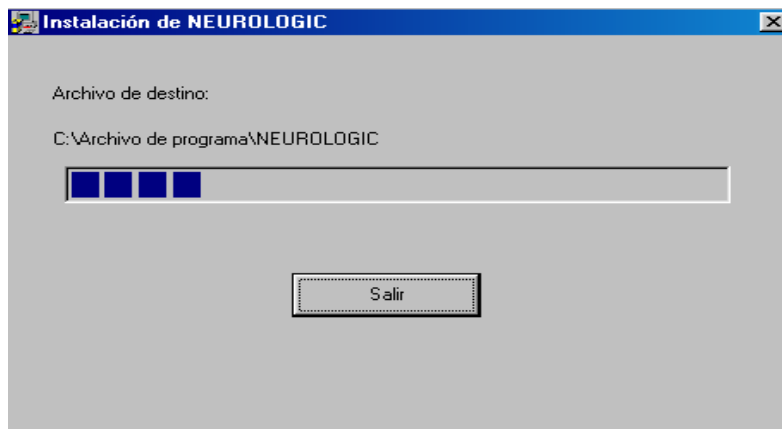 Instalación de NEUROLOGIC
Archivo de destino:
C:\Archivo de programa\NEUROLOGIC
Salir